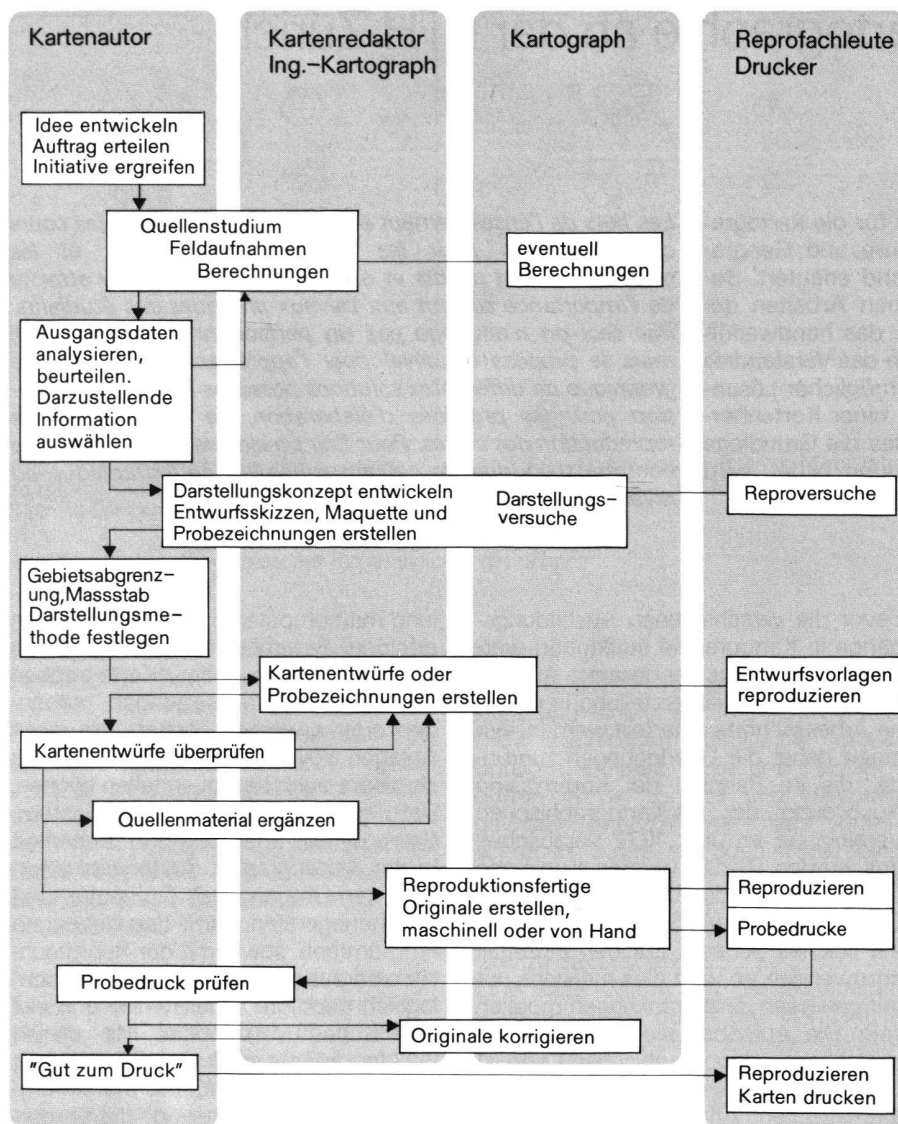 Kartenautor
Kartenredaktor
Ing.-Kartograph
Kartograph
Reprofachleute
Drucker
Idee entwickeln
Auftrag erteilen
Initiative ergreifen
Quellenstudium
Feldaufnahmen
Berechnungen
eventuell
Berechnungen
Ausgangsdaten
analysieren,
beurteilen.
Darzustellende
Information
auswählen
Darstellungskonzept entwickeln
Entwurfsskizzen, Maquette und
Probezeichnungen erstellen
Darstellungs-
versuche
Reproversuche
Gebietsabgrenz-
ung,Massstab
Darstellungsme-
thode festlegen
Kartenentwürfe oder
Probezeichnungen erstellen
Entwurfsvorlagen
reproduzieren
Kartenentwürfe überprüfen
Quellenmaterial ergänzen
Reproduktionsfertige
Originale erstellen,
maschinell oder von Hand
Reproduzieren
Probedrucke
Probedruck prüfen
Originale korrigieren
"Gut zum Druck"
Reproduzieren
Karten drucken